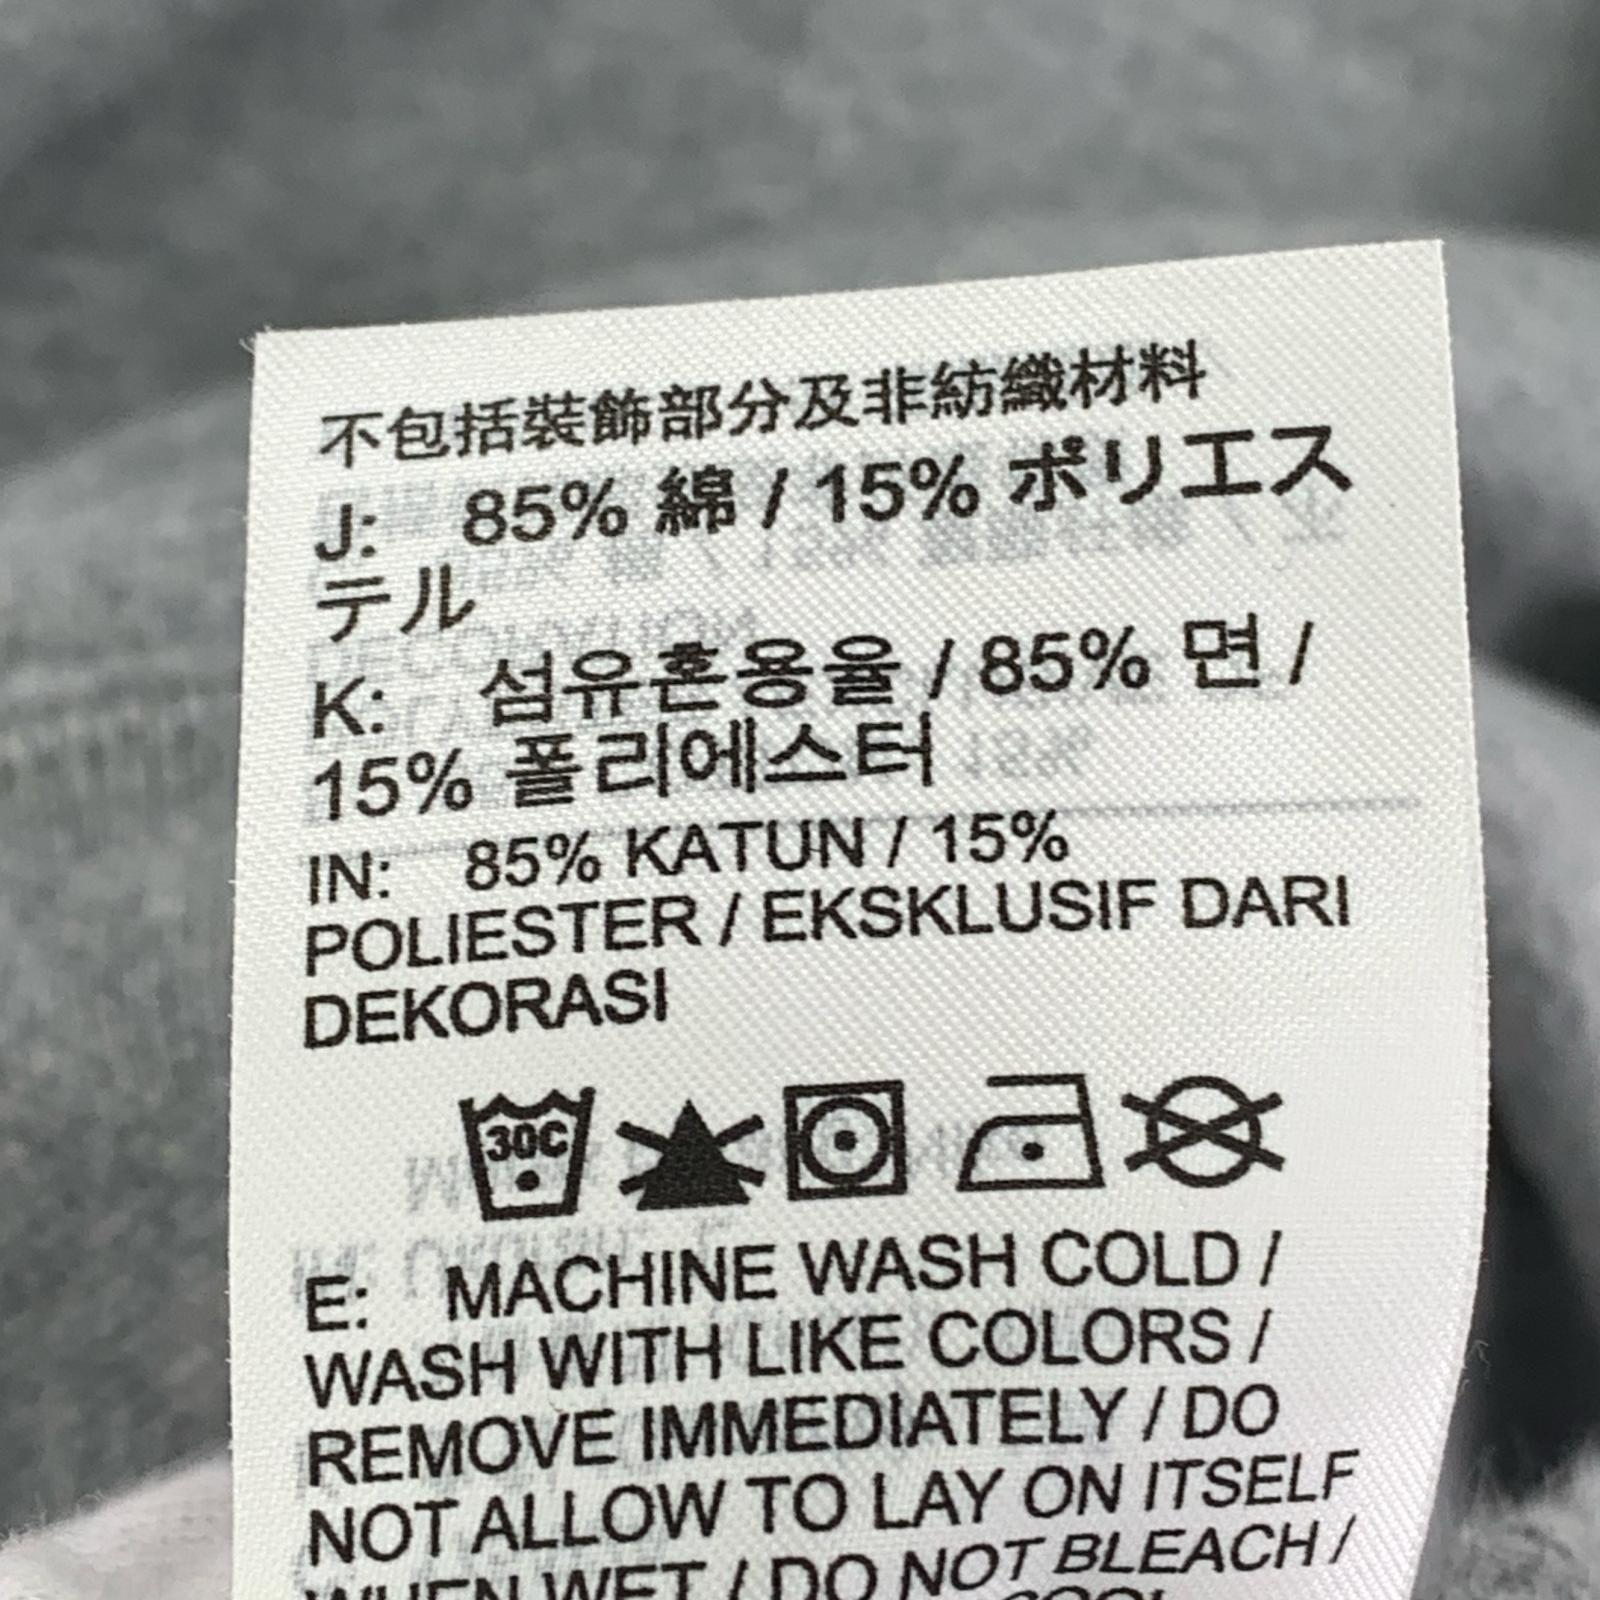 不包括裝飾部分及非紡織材料
J: 85% 綿 / 15% ポリエス
テル
K: 섬유혼용율 / 85% 면 /
15% 폴리에스터
IN: 85% KATUN / 15%
POLIESTER / EKSKLUSIF DARI
DEKORASI
30C
E: MACHINE WASH COLD /
WASH WITH LIKE COLORS /
REMOVE IMMEDIATELY / DO
NOT ALLOW TO LAY ON ITSELF
WHEN WET / DO NOT BLEACH /